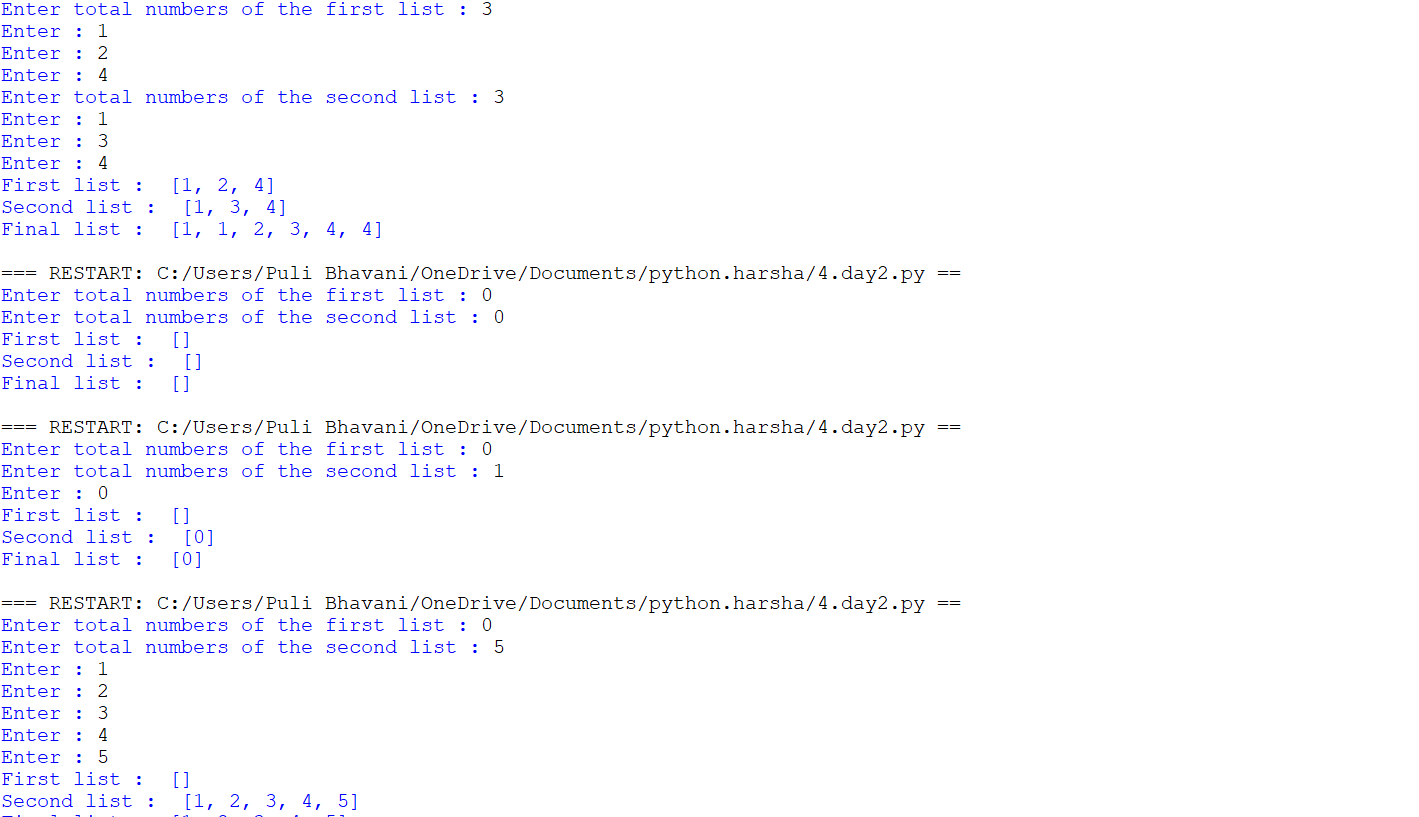 Enter total numbers of the first list : 3
Enter : 1
Enter : 2
Enter : 4
Enter total numbers of the second list : 3
Enter : 1
Enter : 3
Enter : 4
First list :  [1, 2, 4]
Second list :  [1, 3, 4]
Final list :  [1, 1, 2, 3, 4, 4]
=== RESTART: C:/Users/Puli Bhavani/OneDrive/Documents/python.harsha/4.day2.py ==
Enter total numbers of the first list : 0
Enter total numbers of the second list : 0
First list :  []
Second list :  []
Final list :  []
=== RESTART: C:/Users/Puli Bhavani/OneDrive/Documents/python.harsha/4.day2.py ==
Enter total numbers of the first list : 0
Enter total numbers of the second list : 1
Enter : 0
First list :  []
Second list :  [0]
Final list :  [0]
=== RESTART: C:/Users/Puli Bhavani/OneDrive/Documents/python.harsha/4.day2.py ==
Enter total numbers of the first list : 0
Enter total numbers of the second list : 5
Enter : 1
Enter : 2
Enter : 3
Enter : 4
Enter : 5
First list :  []
Second list :  [1, 2, 3, 4, 5]